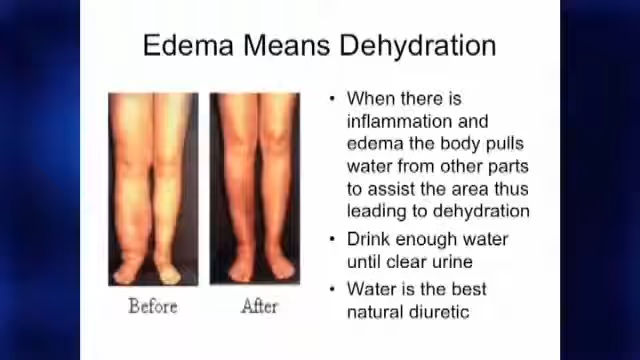 Edema Means Dehydration
• When there is
inflammation and
edema the body pulls
water from other parts
to assist the area thus
leading to dehydration
• Drink enough water
until clear urine
• Water is the best
natural diuretic
Before
After